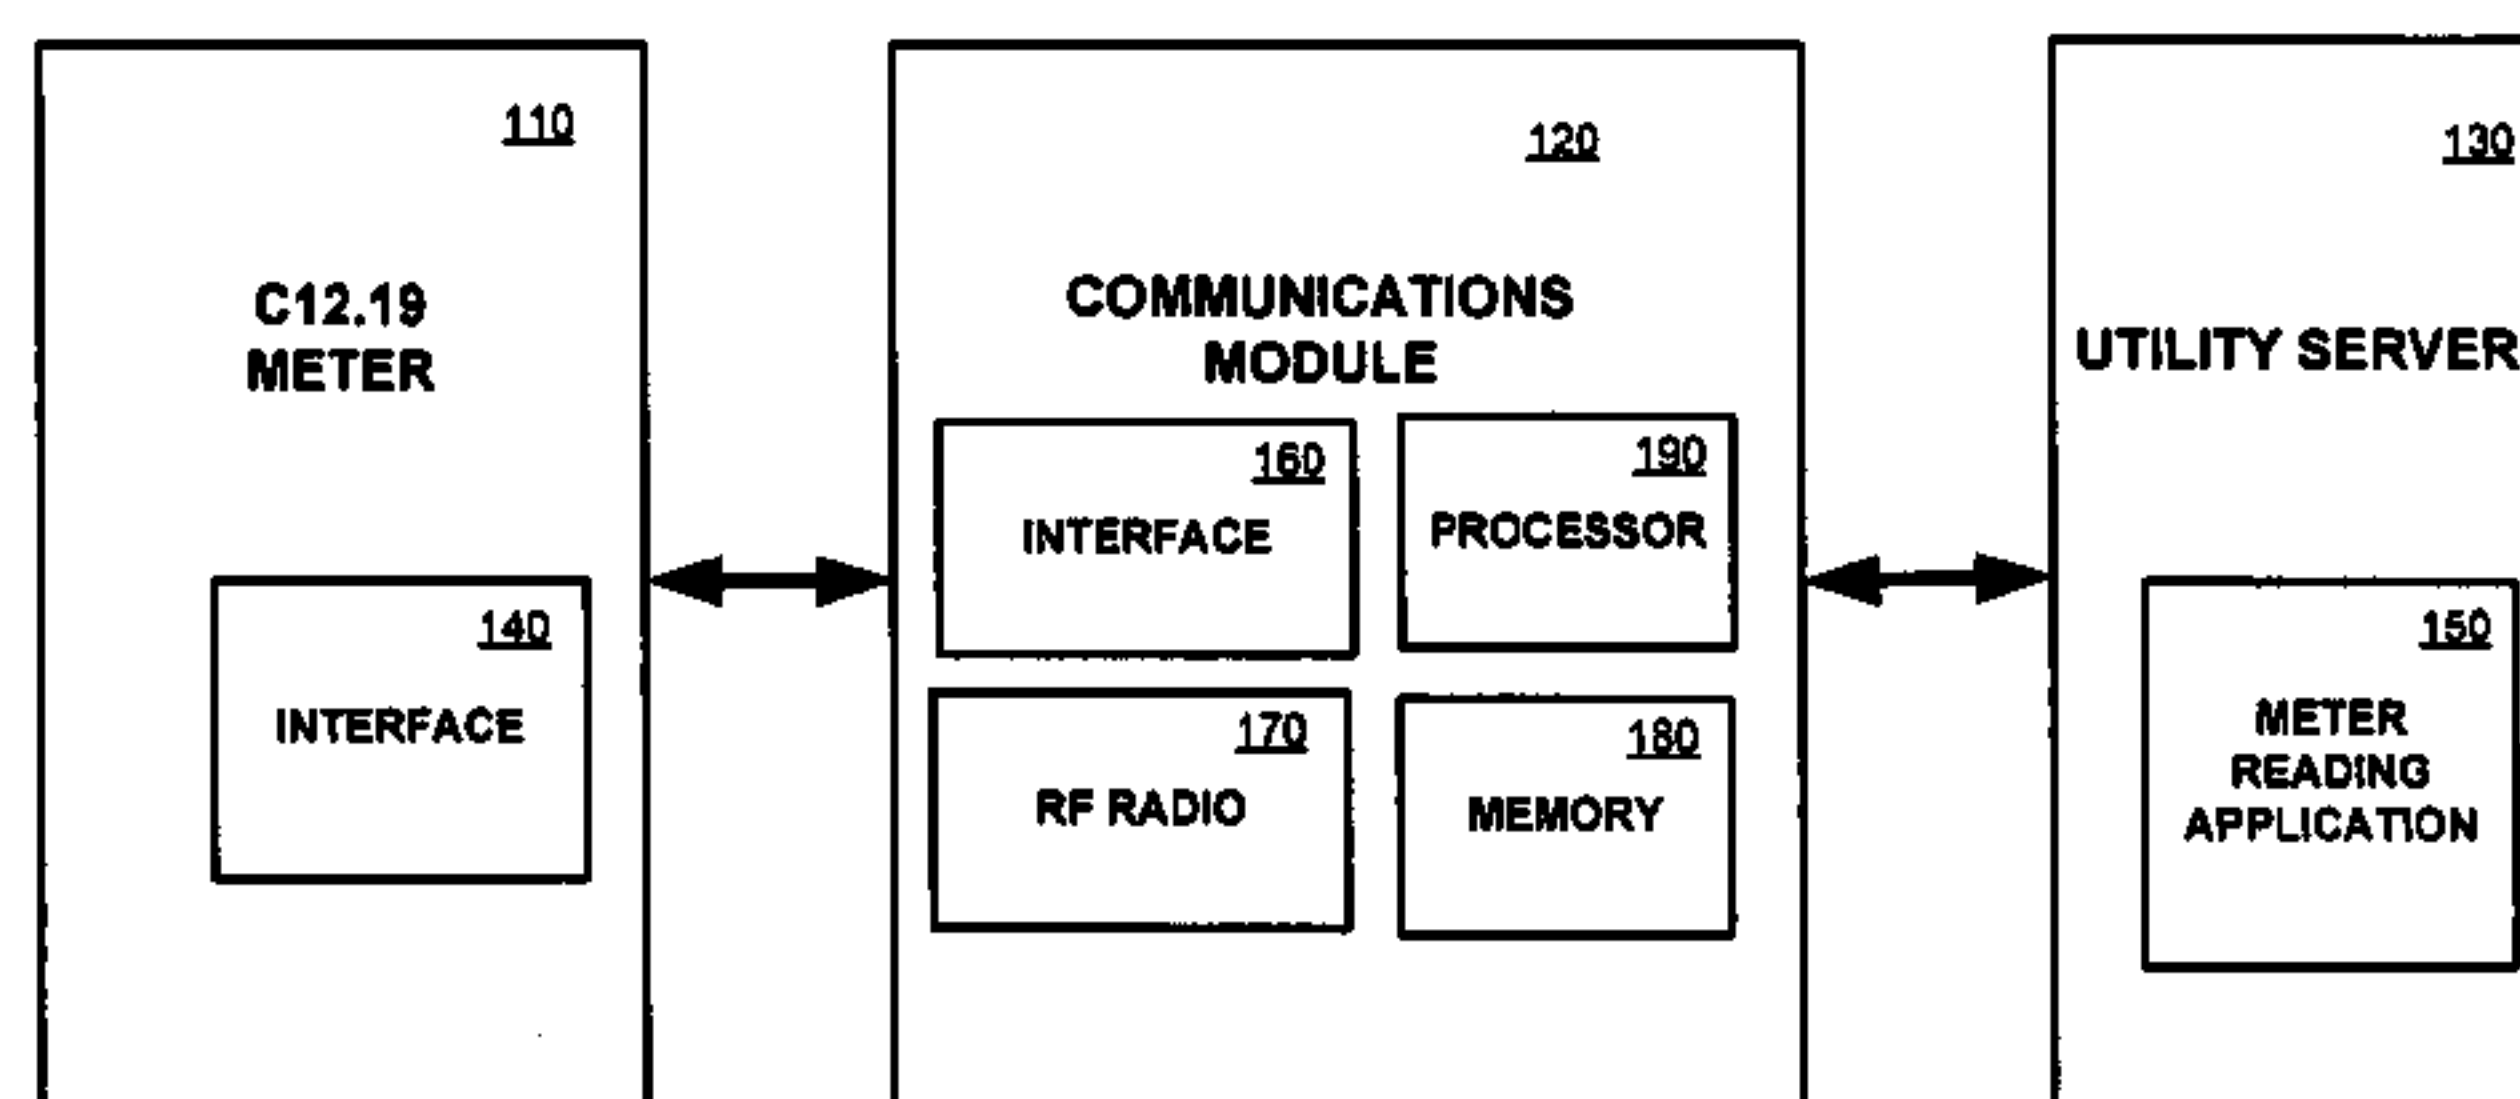 110
C12.19
METER
140
INTERFACE
120
COMMUNICATIONS
MODULE
160
INTERFACE
190
PROCESSOR
170
RF RADIO
180
MEMORY
130
UTILITY SERVER
150
METER
READING
APPLICATION